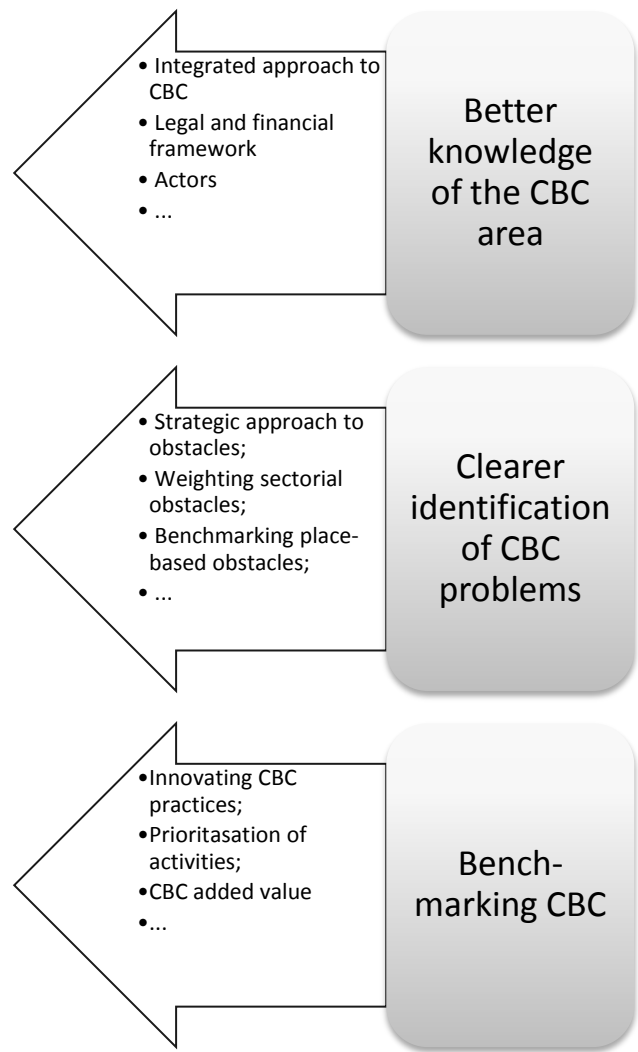 • Integrated approach to
CBC
• Legal and financial
framework
• Actors
• ...
Better
knowledge
of the CBC
area
• Strategic approach to
obstacles;
• Weighting sectorial
obstacles;
• Benchmarking place-
based obstacles;
• ...
Clearer
identification
of CBC
problems
•Innovating CBC
practices;
•Prioritasation of
activities;
•CBC added value
•...
Bench-
marking CBC